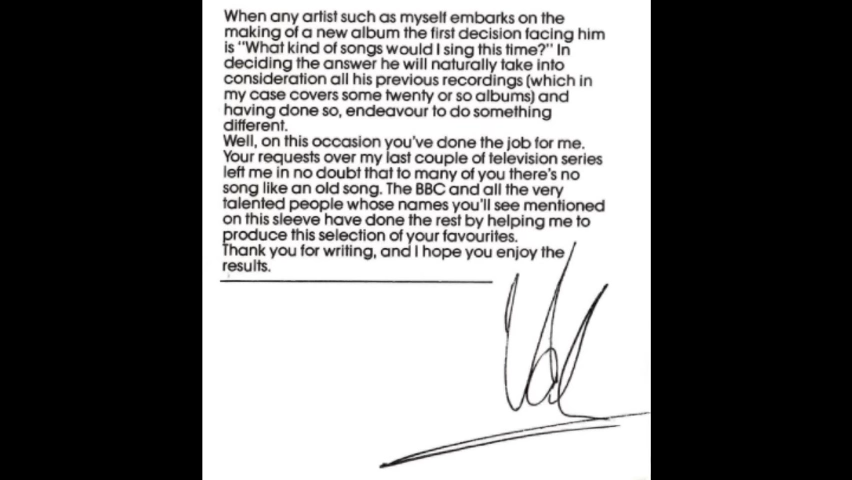 When any artist such as myself embarks on the
making of a new album the first decision facing him
is "What kind of songs would I sing this time?" In
deciding the answer he will naturally take into
consideration all his previous recordings (which in
my case covers some twenty or so albums) and
having done so, endeavour to do something
different.
Well, on this occasion you've done the job for me.
Your requests over my last couple of television series
left me in no doubt that to many of you there's no
song like an old song. The BBC and all the very
talented people whose names you'll see mentioned
on this sleeve have done the rest by helping me to
produce this selection of your favourites.
Thank you for writing, and I hope you enjoy the
results.
Val